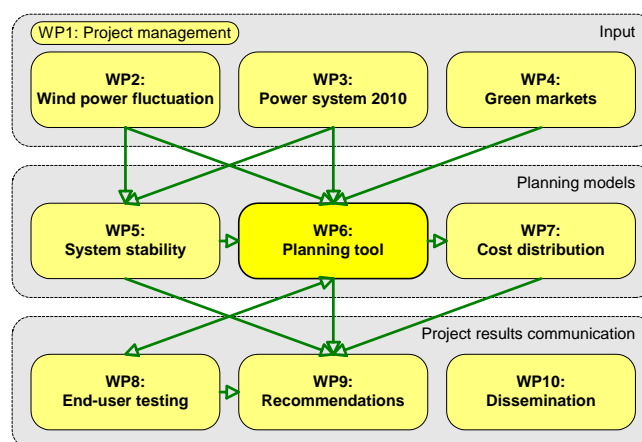 WP1: Project management
Input
WP2:
Wind power fluctuation
WP3:
Power system 2010
WP4:
Green markets
Planning models
WP5:
System stability
WP6:
Planning tool
WP7:
Cost distribution
Project results communication
WP8:
End-user testing
WP9:
Recommendations
WP10:
Dissemination